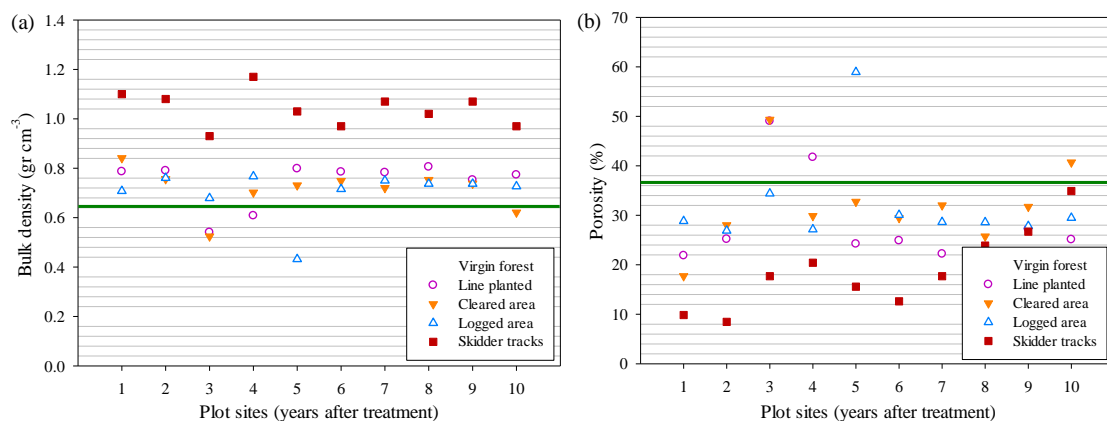 (a)
1.4
1.2
1.0
0.8
0.6
0.4
0.2
0.0
Bulk density (gr cm-3)
Virgin forest
Line planted
Cleared area
Logged area
Skidder tracks
1 2 3 4 5 6 7 8 9 10
Plot sites (years after treatment)
(b)
70
60
50
40
30
20
10
0
Porosity (%)
Virgin forest
Line planted
Cleared area
Logged area
Skidder tracks
1 2 3 4 5 6 7 8 9 10
Plot sites (years after treatment)